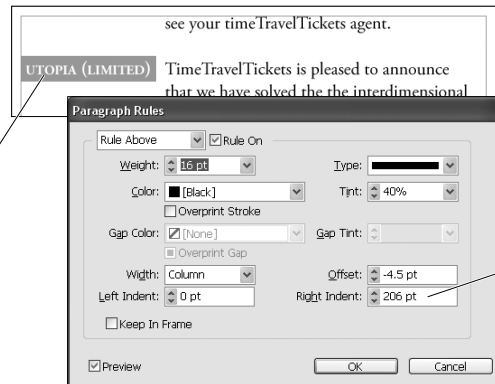 see your timeTravelTickets agent.
UTOPIA (LIMITED) TimeTravelTickets is pleased to announce
that we have solved the the interdimensional
Paragraph Rules
Rule Above Rule On
Weight: 16 pt Type:
Color: [Black] Tint: 40%
Overprint Stroke
Gap Color: [None] Gap Tint:
Overprint Gap
Width: Column Offset: -4.5 pt
Left Indent: 0 pt Right Indent: 206 pt
Keep In Frame
Preview OK Cancel